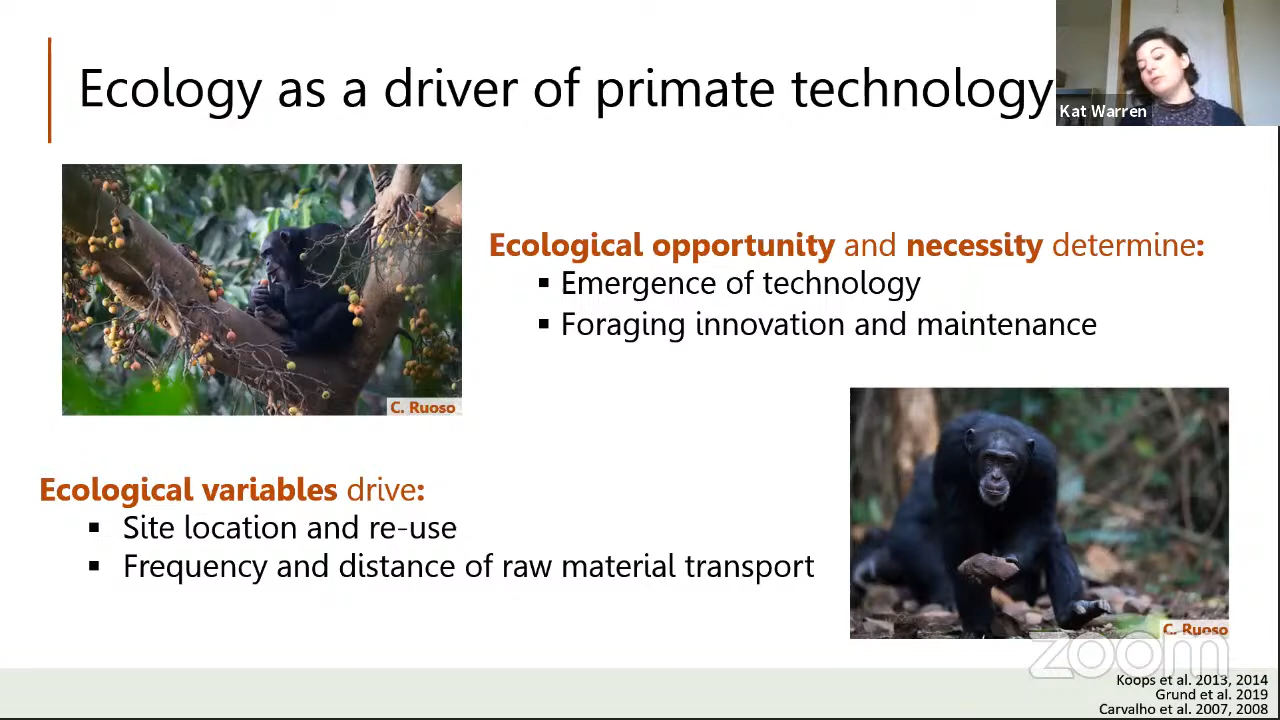 Ecology as a driver of primate technology
Kat Warren
Ecological opportunity and necessity determine:
▪ Emergence of technology
▪ Foraging innovation and maintenance
C. Ruoso
Ecological variables drive:
▪ Site location and re-use
▪ Frequency and distance of raw material transport
C. Ruoso
zoom
Koops et al. 2013, 2014
Grund et al. 2019
Carvalho et al. 2007, 2008